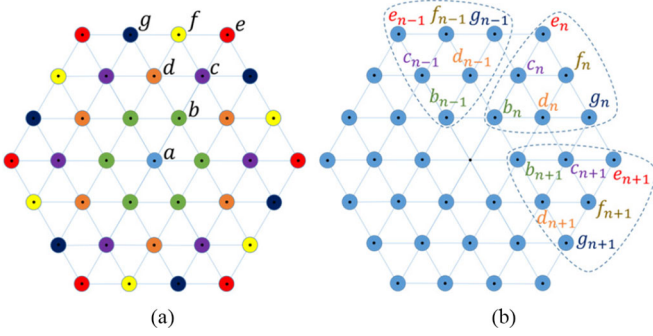 g f e
d c
b
a
(a)
e_{n-1} f_{n-1} g_{n-1}
c_{n-1} d_{n-1}
b_{n-1}
e_n
c_n f_n
b_n d_n g_n
b_{n+1} c_{n+1} e_{n+1}
d_{n+1} f_{n+1}
g_{n+1}
(b)